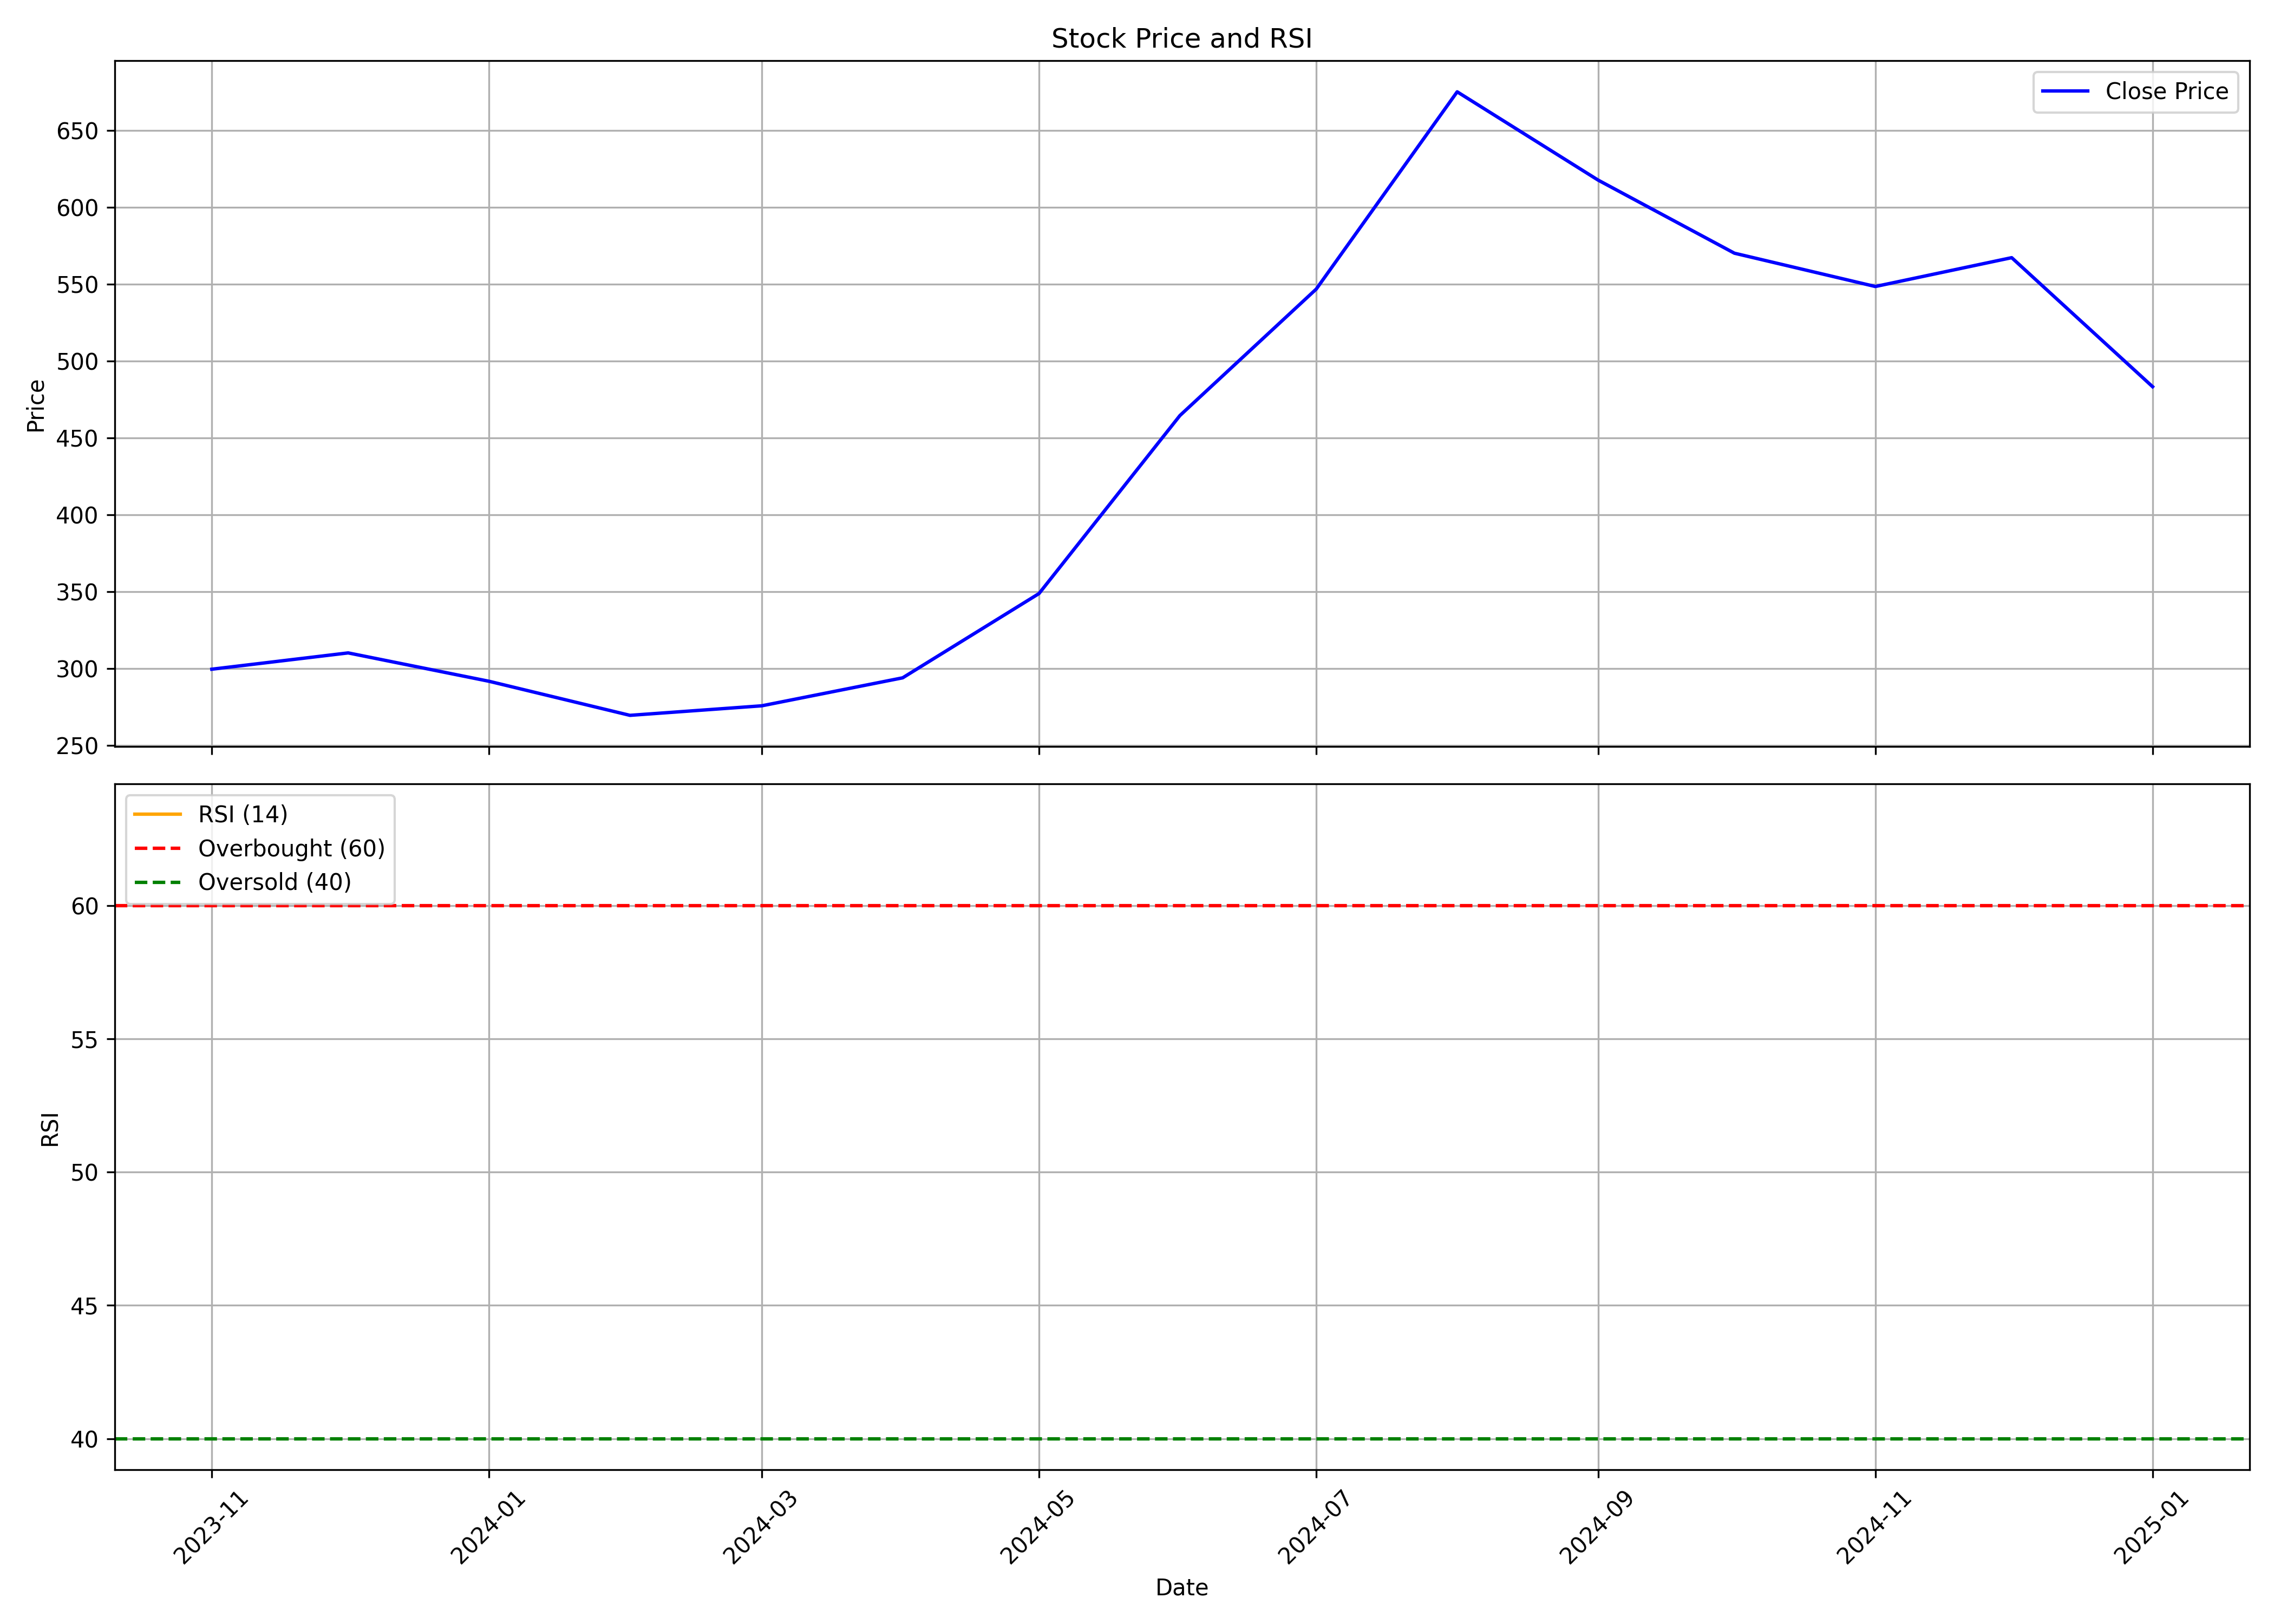 Stock Price and RSI
Close Price
Price
650
600
550
500
450
400
350
300
250
RSI (14)
Overbought (60)
Oversold (40)
RSI
60
55
50
45
40
2023-11
2024-01
2024-03
2024-05
2024-07
2024-09
2024-11
2025-01
Date